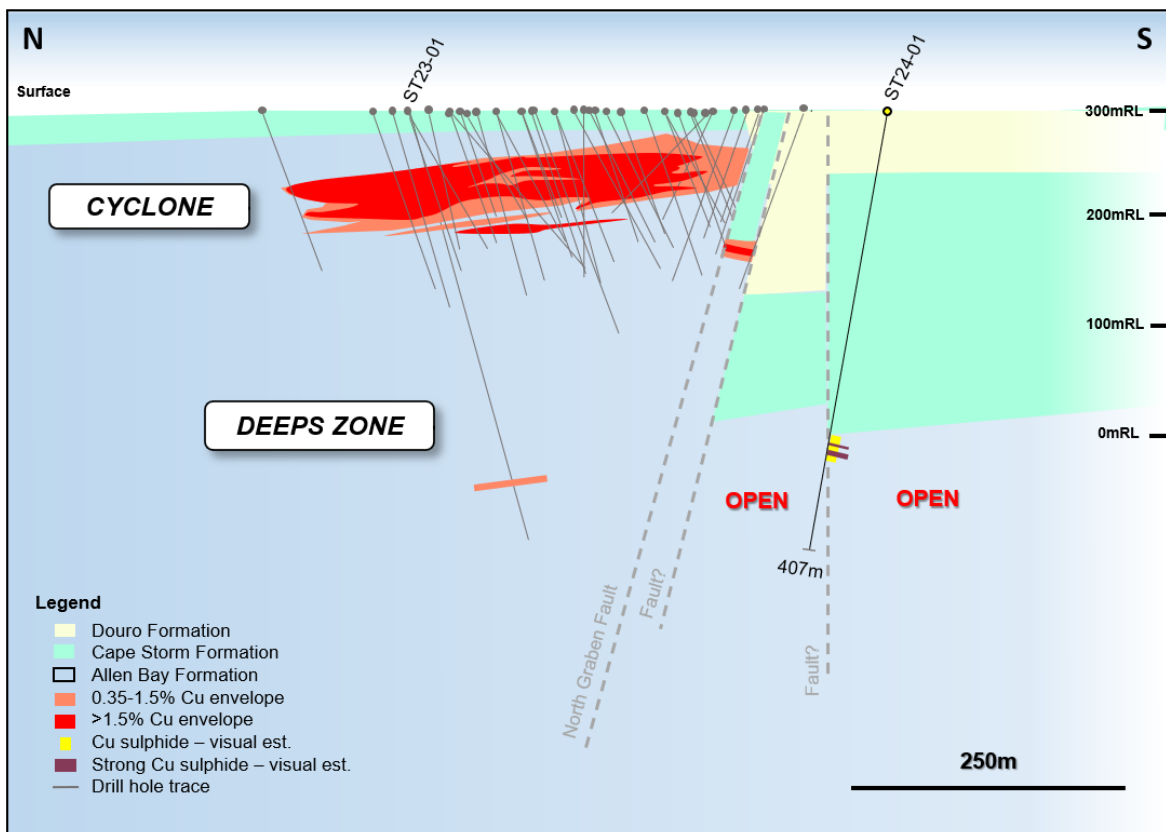 N
S
ST23-01
ST24-01
Surface
300mRL
CYCLONE
200mRL
100mRL
DEEPS ZONE
0mRL
OPEN
OPEN
407m
North Graben Fault
Fault?
Fault?
Legend
Douro Formation
Cape Storm Formation
Allen Bay Formation
0.35-1.5% Cu envelope
>1.5% Cu envelope
Cu sulphide – visual est.
Strong Cu sulphide – visual est.
Drill hole trace
250m